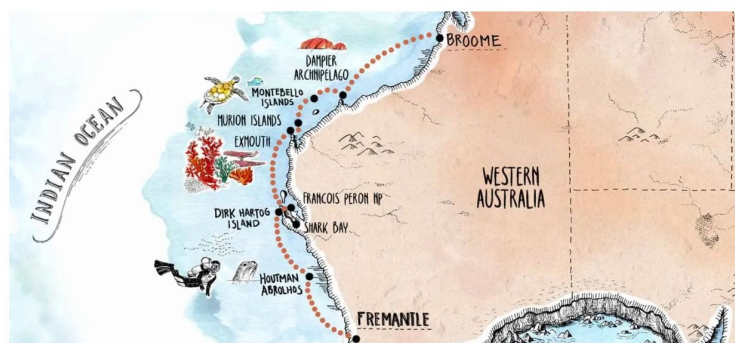 BROOME
DAMPIER
ARCHNIPELAGO
MONTEBELLO
ISLANDS
MURION ISLANDS
EXMOUTH
INDIAN OCEAN
WESTERN
AUSTRALIA
FRANCOIS PERON NP
DIRK HARTOG
ISLAND
SHARK BAY
HOUTMAN
ABROLHOS
FREMANTLE